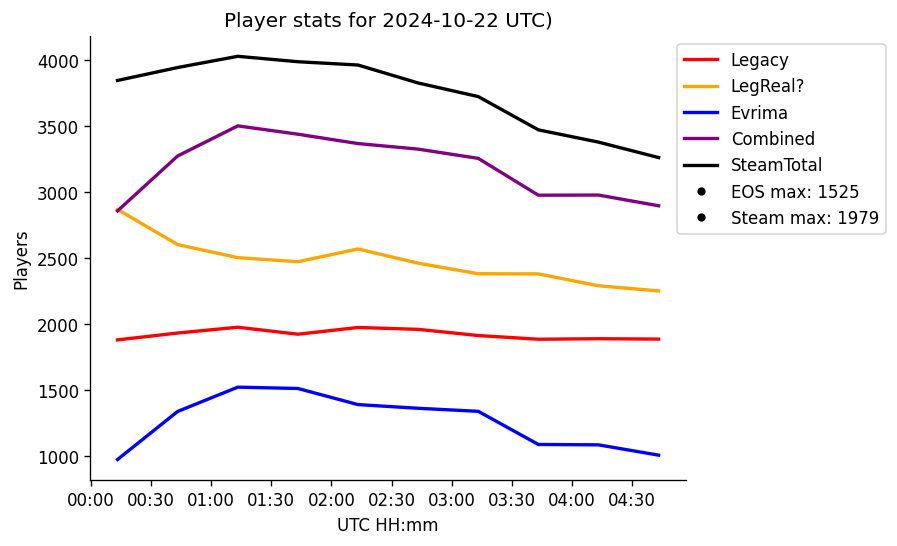 Player stats for 2024-10-22 UTC)
4000
3500
3000
2500
2000
1500
1000
Players
00:00 00:30 01:00 01:30 02:00 02:30 03:00 03:30 04:00 04:30
UTC HH:mm
Legacy
LegReal?
Evrima
Combined
SteamTotal
EOS max: 1525
Steam max: 1979